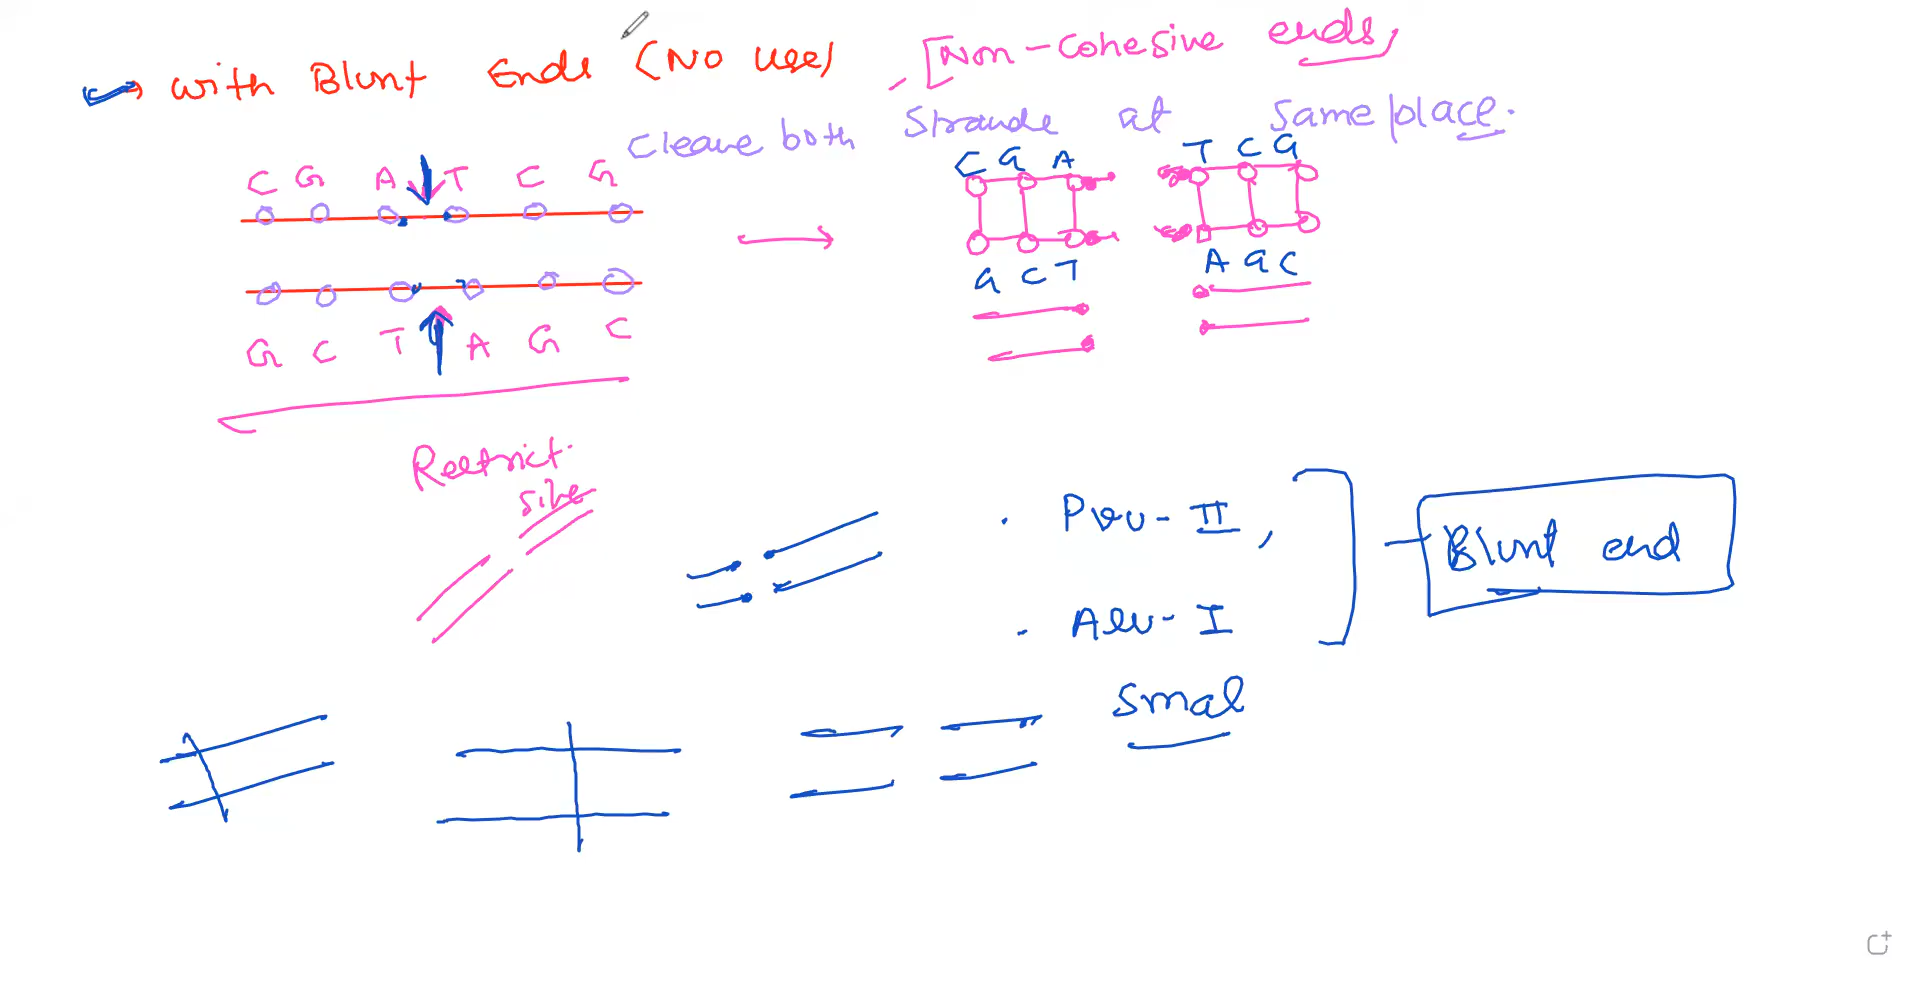 with Blunt Ends (No use) , [Non-cohesive ends,
cleave both strands at same place.
C G A T C G
C G A T C G
G C T A G C
G C T A G C
Restrict.
site
. Pvu-II,
Blunt end
. Alu-I
SmaI